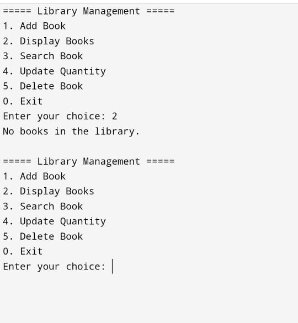 ===== Library Management =====
1. Add Book
2. Display Books
3. Search Book
4. Update Quantity
5. Delete Book
0. Exit
Enter your choice: 2
No books in the library.

===== Library Management =====
1. Add Book
2. Display Books
3. Search Book
4. Update Quantity
5. Delete Book
0. Exit
Enter your choice: